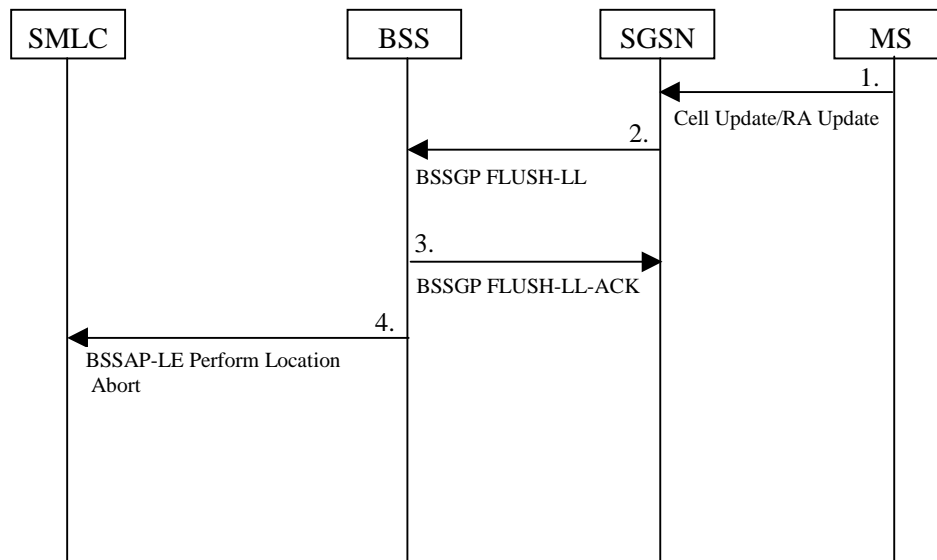 SMLC
BSS
SGSN
MS
1.
Cell Update/RA Update
2.
BSSGP FLUSH-LL
3.
BSSGP FLUSH-LL-ACK
4.
BSSAP-LE Perform Location
Abort